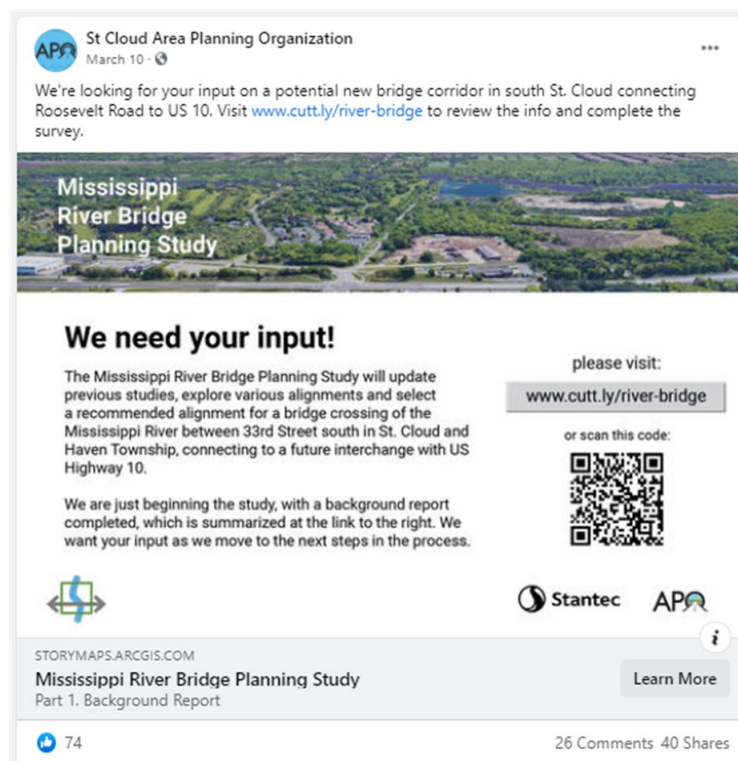 St Cloud Area Planning Organization
March 10 ·
We're looking for your input on a potential new bridge corridor in south St. Cloud connecting
Roosevelt Road to US 10. Visit www.cutt.ly/river-bridge to review the info and complete the
survey.
Mississippi
River Bridge
Planning Study
We need your input!
The Mississippi River Bridge Planning Study will update
previous studies, explore various alignments and select
a recommended alignment for a bridge crossing of the
Mississippi River between 33rd Street south in St. Cloud and
Haven Township, connecting to a future interchange with US
Highway 10.
We are just beginning the study, with a background report
completed, which is summarized at the link to the right. We
want your input as we move to the next steps in the process.
please visit:
www.cutt.ly/river-bridge
or scan this code:
Stantec
APO
STORYMAPS.ARCGIS.COM
Mississippi River Bridge Planning Study
Part 1. Background Report
Learn More
74
26 Comments 40 Shares